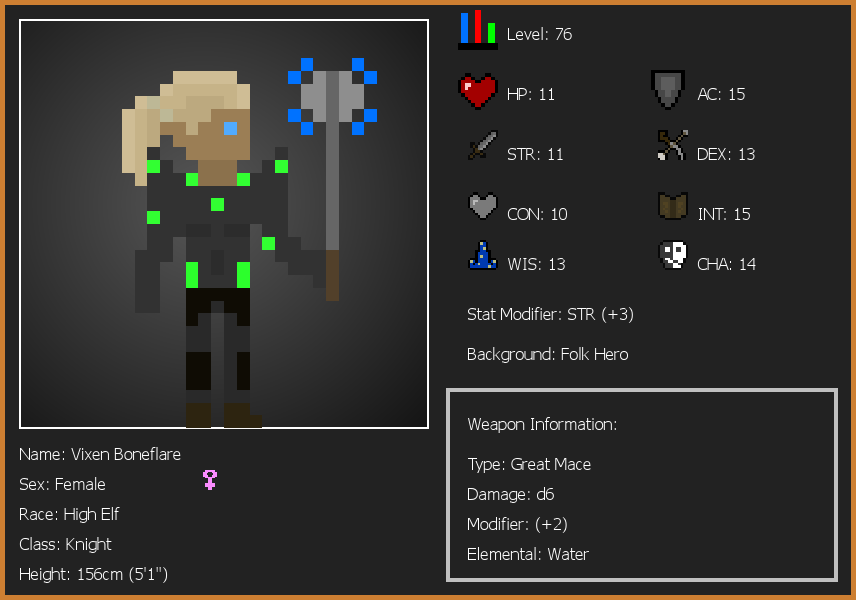 Level: 76
HP: 11
AC: 15
STR: 11
DEX: 13
CON: 10
INT: 15
WIS: 13
CHA: 14
Stat Modifier: STR (+3)
Background: Folk Hero
Weapon Information:
Type: Great Mace
Damage: d6
Modifier: (+2)
Elemental: Water
Name: Vixen Boneflare
Sex: Female
Race: High Elf
Class: Knight
Height: 156cm (5'1")